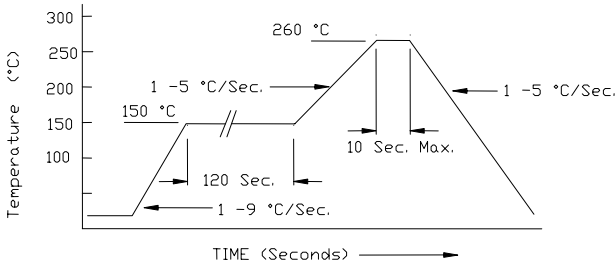 Temperature (°C)
300
250
200
150
100
260 °C
1 -5 °C/Sec.
150 °C
1 -5 °C/Sec.
10 Sec. Max.
120 Sec.
1 -9 °C/Sec.
TIME (Seconds)